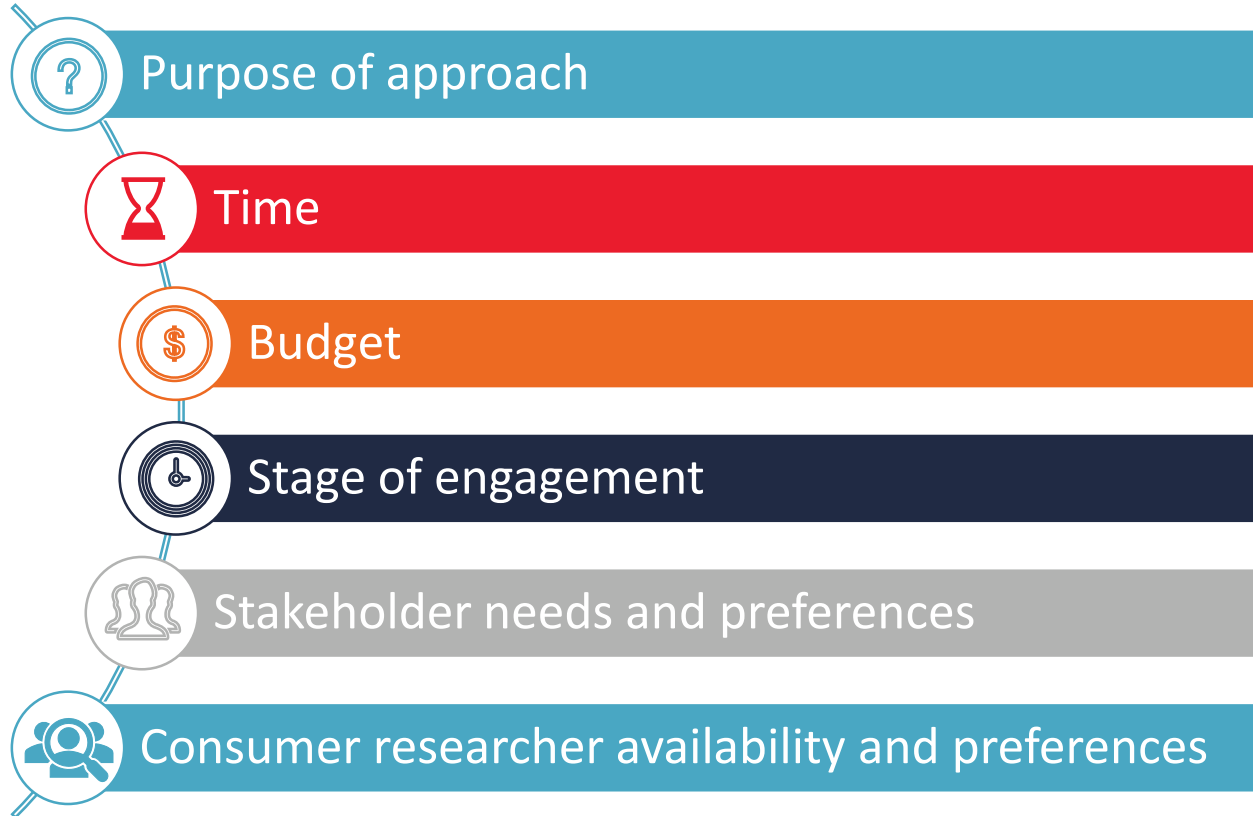 ?
Purpose of approach
Time
$
Budget
Stage of engagement
Stakeholder needs and preferences
Consumer researcher availability and preferences